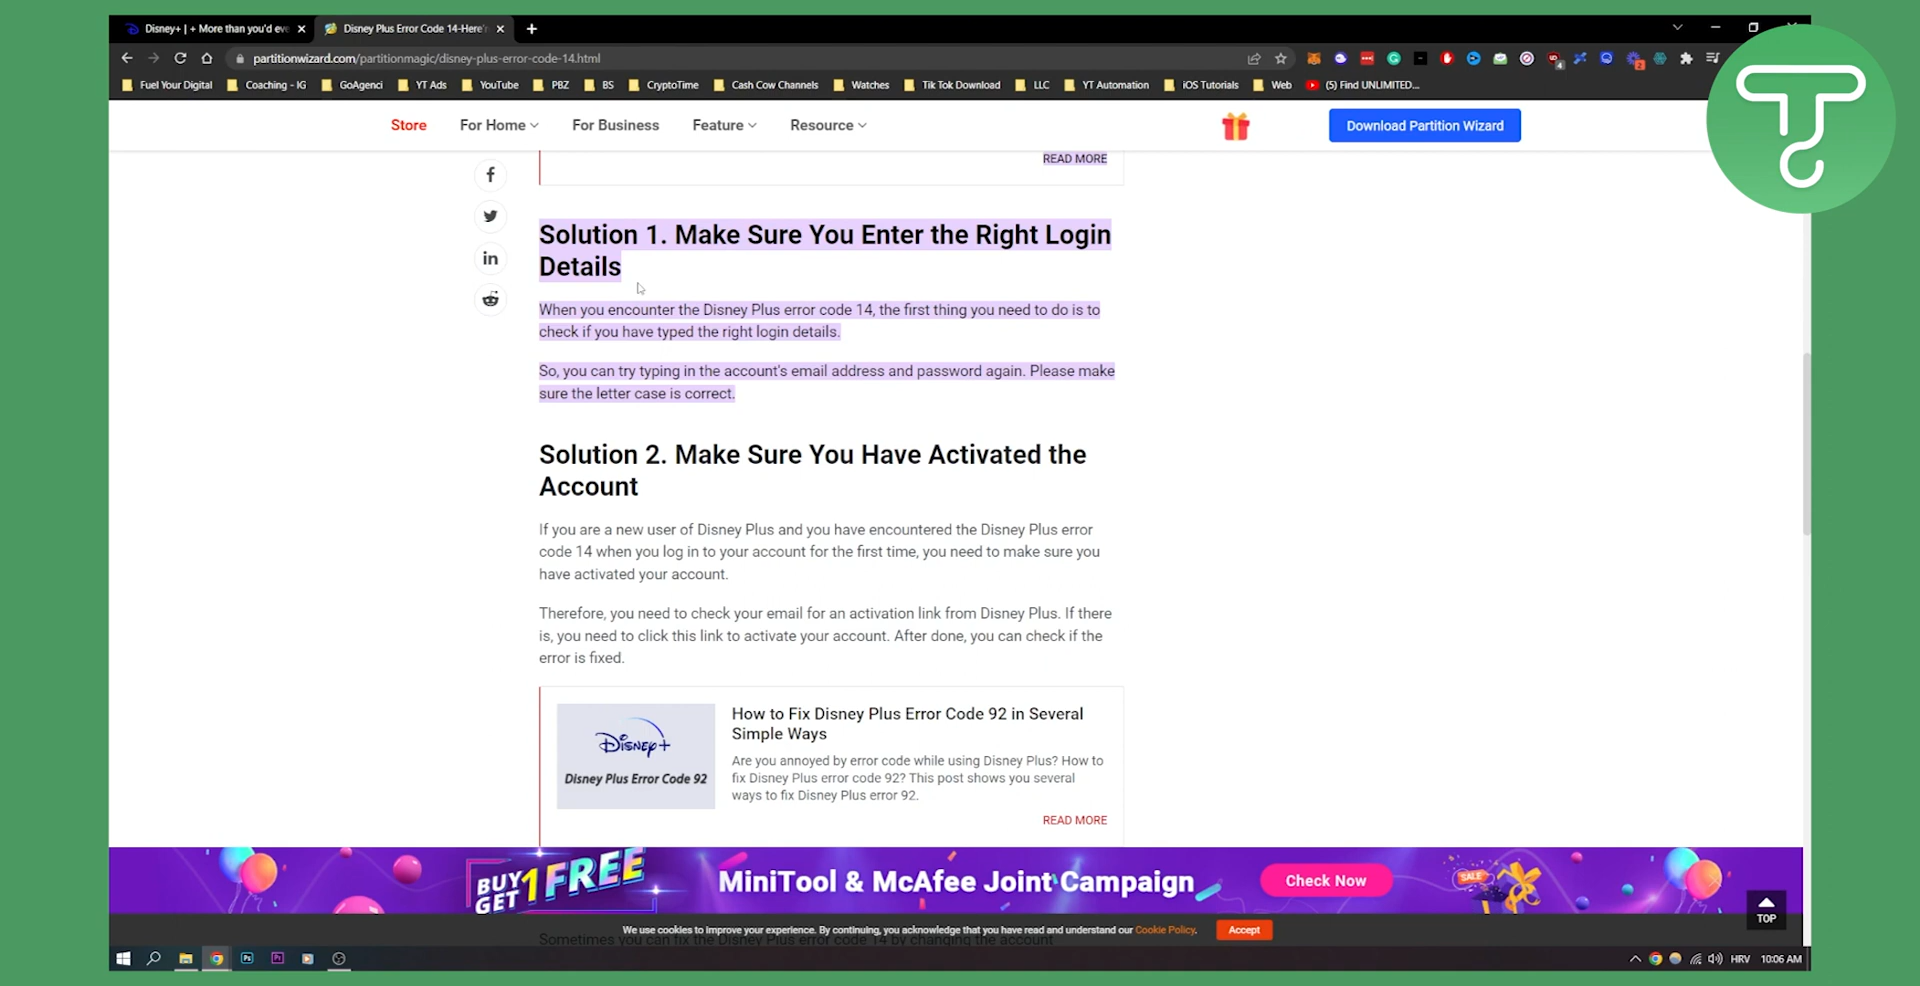 Disney+ | + More than you'd eve
Disney Plus Error Code 14-Here'
partitionwizard.com/partitionmagic/disney-plus-error-code-14.html
Fuel Your Digital Coaching - IG GoAgenci YT Ads YouTube PBZ BS CryptoTime Cash Cow Channels Watches Tik Tok Download LLC YT Automation iOS Tutorials Web (5) Find UNLIMITED...
Store For Home For Business Feature Resource Download Partition Wizard
READ MORE
Solution 1. Make Sure You Enter the Right Login
Details
When you encounter the Disney Plus error code 14, the first thing you need to do is to
check if you have typed the right login details.
So, you can try typing in the account's email address and password again. Please make
sure the letter case is correct.
Solution 2. Make Sure You Have Activated the
Account
If you are a new user of Disney Plus and you have encountered the Disney Plus error
code 14 when you log in to your account for the first time, you need to make sure you
have activated your account.
Therefore, you need to check your email for an activation link from Disney Plus. If there
is, you need to click this link to activate your account. After done, you can check if the
error is fixed.
Disney+
Disney Plus Error Code 92
How to Fix Disney Plus Error Code 92 in Several
Simple Ways
Are you annoyed by error code while using Disney Plus? How to
fix Disney Plus error code 92? This post shows you several
ways to fix Disney Plus error 92.
READ MORE
BUY 1 FREE
GET
MiniTool & McAfee Joint Campaign
Check Now
SALE
TOP
We use cookies to improve your experience. By continuing, you acknowledge that you have read and understand our Cookie Policy.
Accept
Sometimes you can fix the Disney Plus error code 14 by changing the account
HRV 10:06 AM